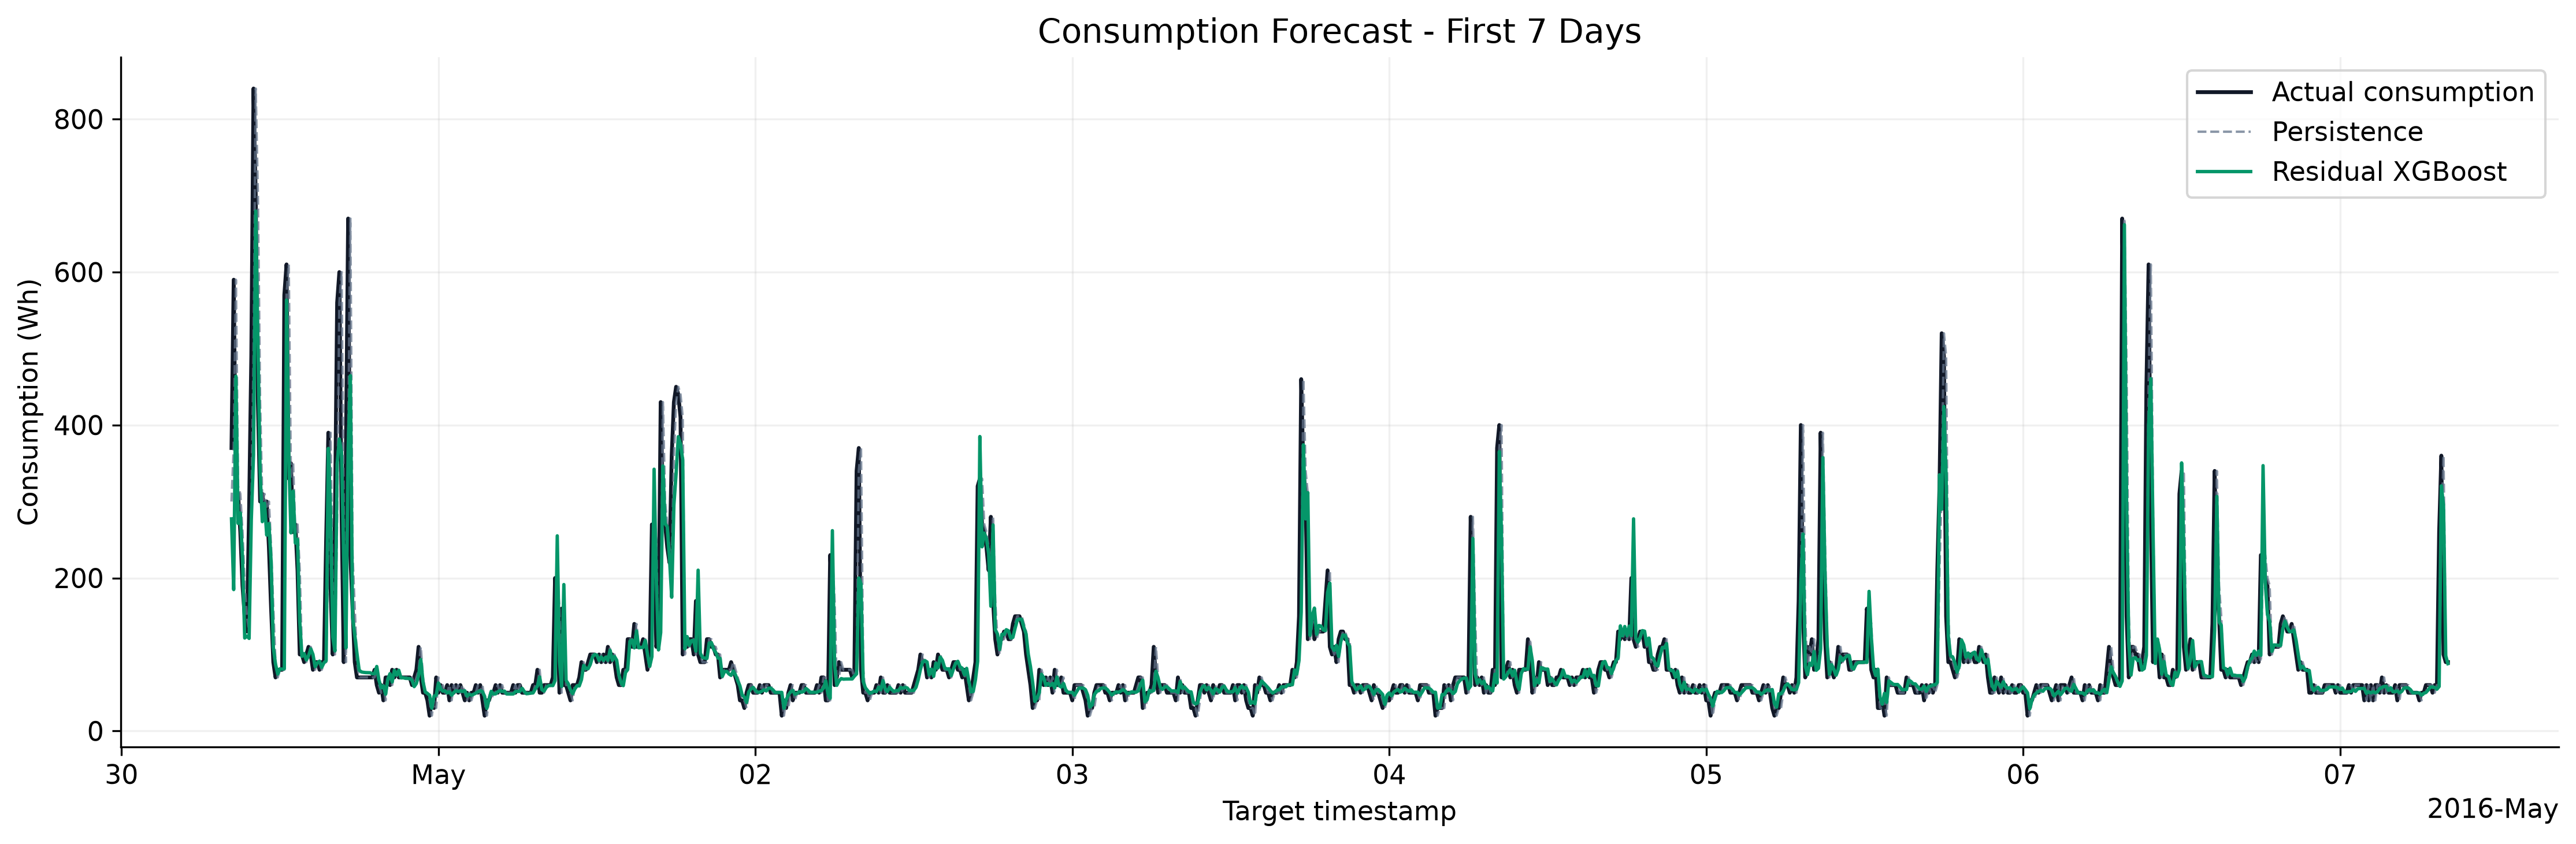 Consumption Forecast - First 7 Days
Actual consumption
Persistence
Residual XGBoost
Consumption (Wh)
800
600
400
200
0
30 May 02 03 04 05 06 07
Target timestamp
2016-May